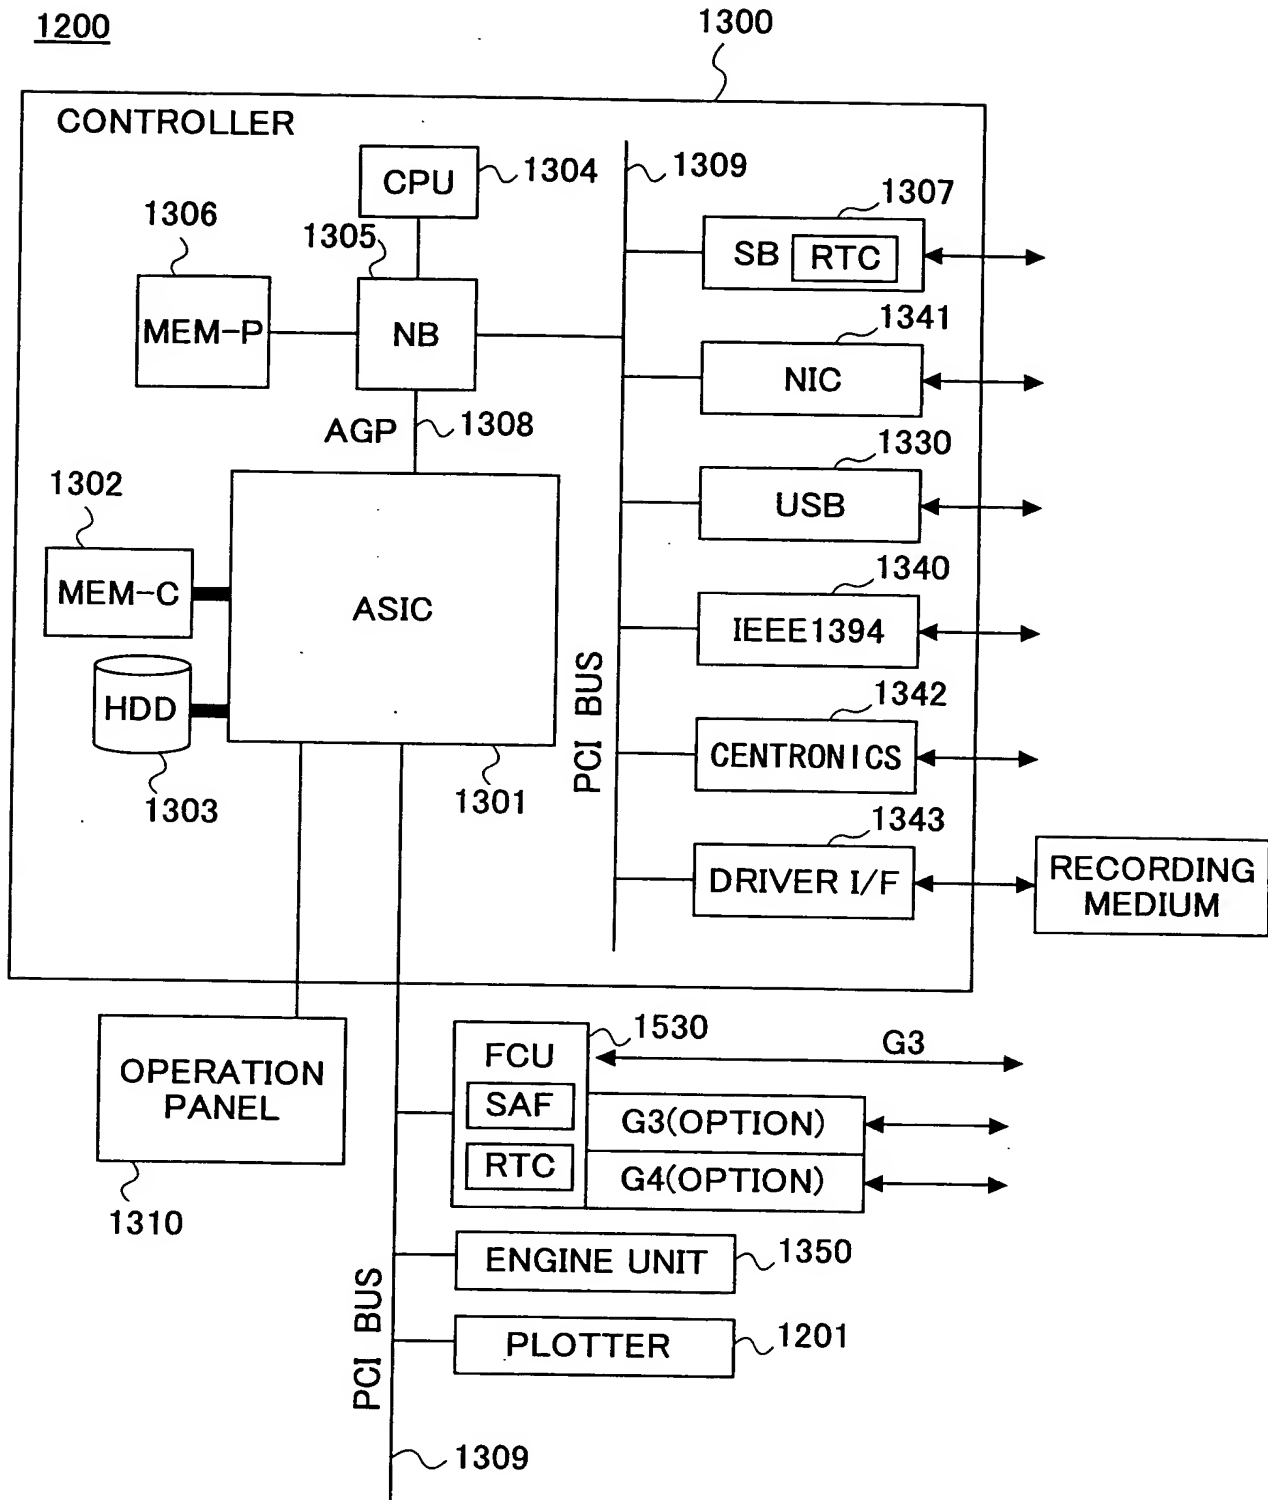 1200
1300
CONTROLLER
CPU
1304
1309
1307
SB
RTC
1306
1305
MEM-P
NB
1341
NIC
AGP
1308
1330
USB
1302
MEM-C
ASIC
1340
IEEE1394
HDD
1303
1301
PCI BUS
1342
CENTRONICS
1343
DRIVER I/F
RECORDING
MEDIUM
OPERATION
PANEL
1310
1530
FCU
G3
SAF
G3(OPTION)
RTC
G4(OPTION)
ENGINE UNIT
1350
PCI BUS
PLOTTER
1201
1309